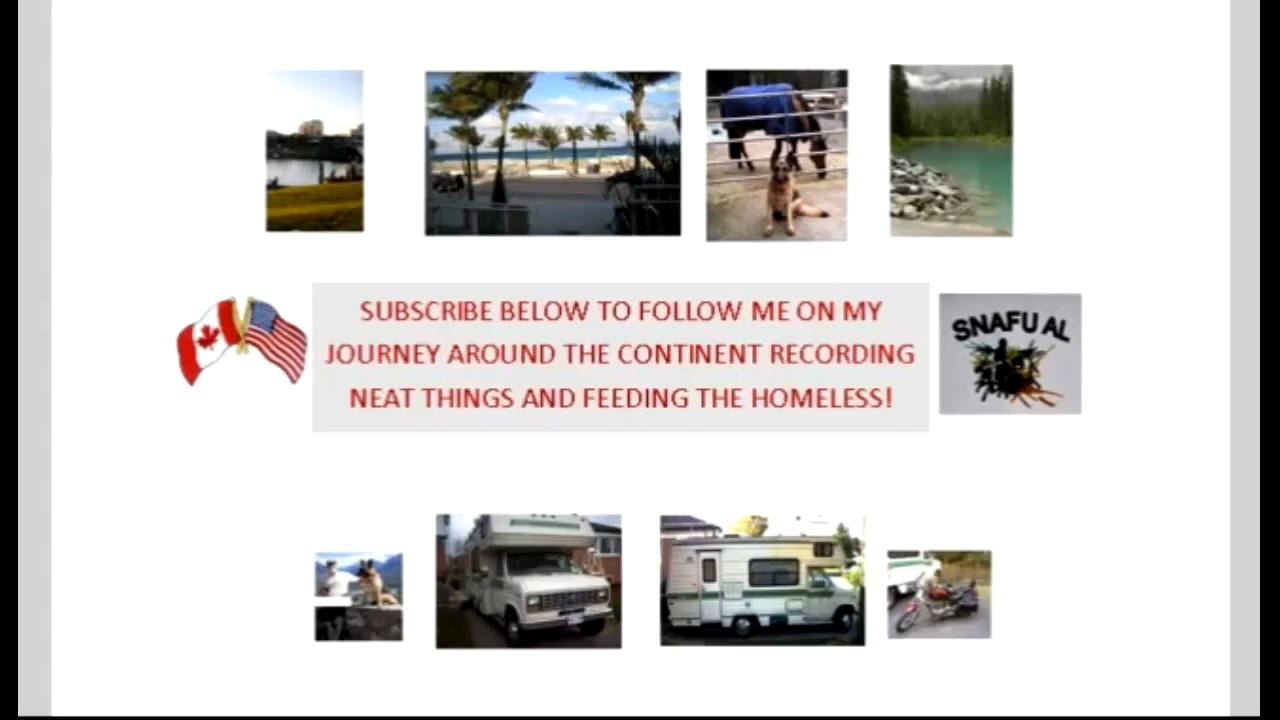 SUBSCRIBE BELOW TO FOLLOW ME ON MY
JOURNEY AROUND THE CONTINENT RECORDING
NEAT THINGS AND FEEDING THE HOMELESS!
SNAFU AL